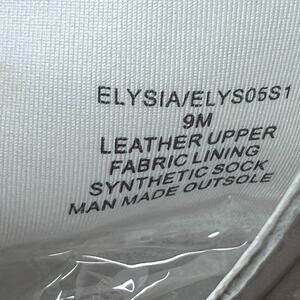 ELYSIA/ELYS05S1
9M
LEATHER UPPER
FABRIC LINING
SYNTHETIC SOCK
MAN MADE OUTSOLE